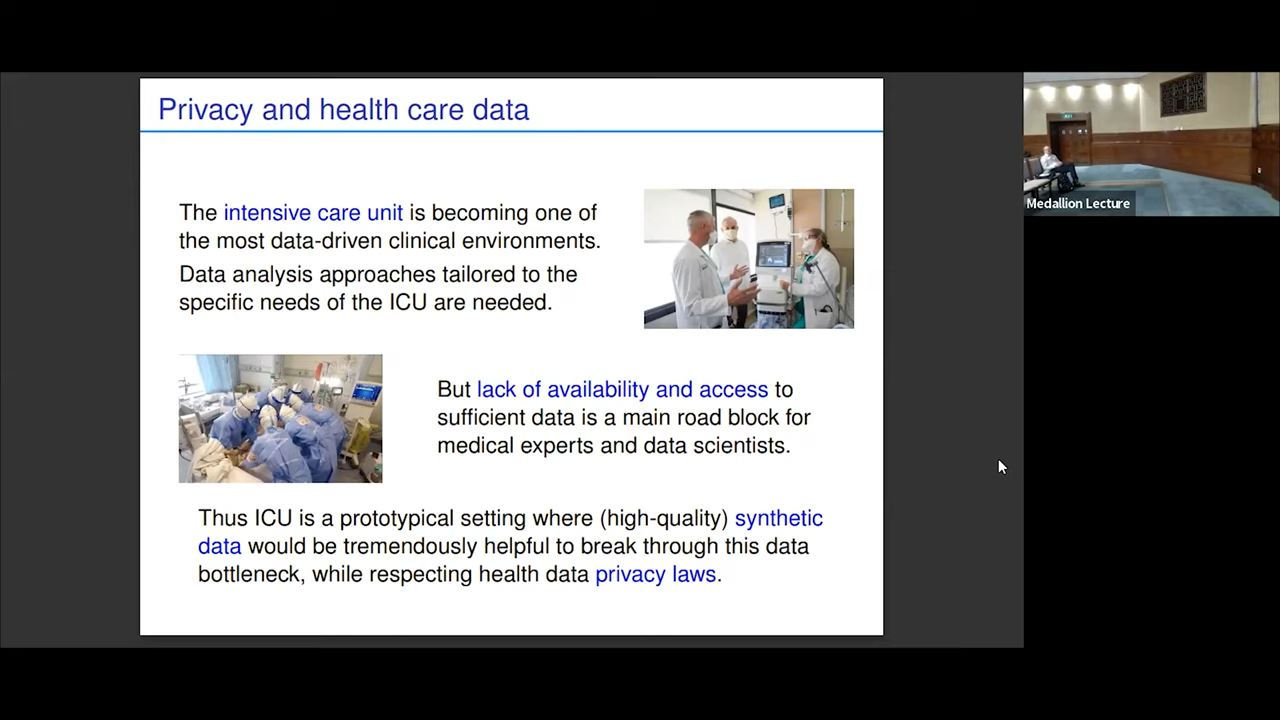 Privacy and health care data
The intensive care unit is becoming one of
the most data-driven clinical environments.
Data analysis approaches tailored to the
specific needs of the ICU are needed.
But lack of availability and access to
sufficient data is a main road block for
medical experts and data scientists.
Thus ICU is a prototypical setting where (high-quality) synthetic
data would be tremendously helpful to break through this data
bottleneck, while respecting health data privacy laws.
Medallion Lecture